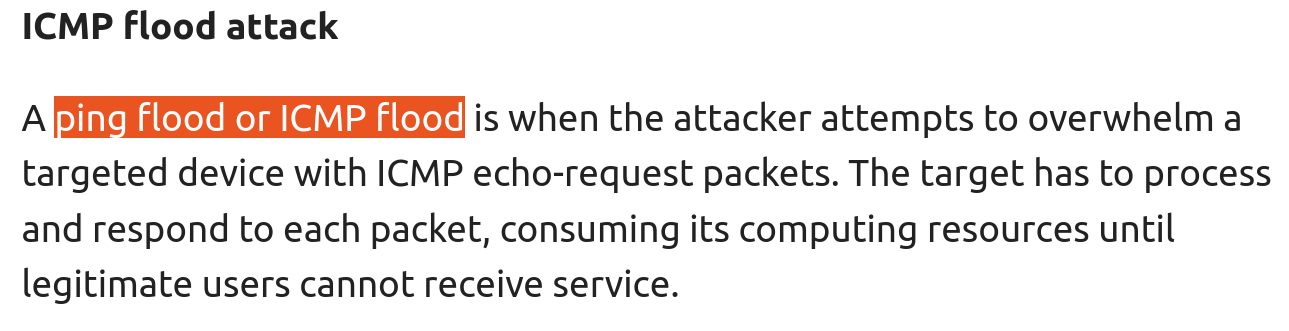 ICMP flood attack
A ping flood or ICMP flood is when the attacker attempts to overwhelm a
targeted device with ICMP echo-request packets. The target has to process
and respond to each packet, consuming its computing resources until
legitimate users cannot receive service.